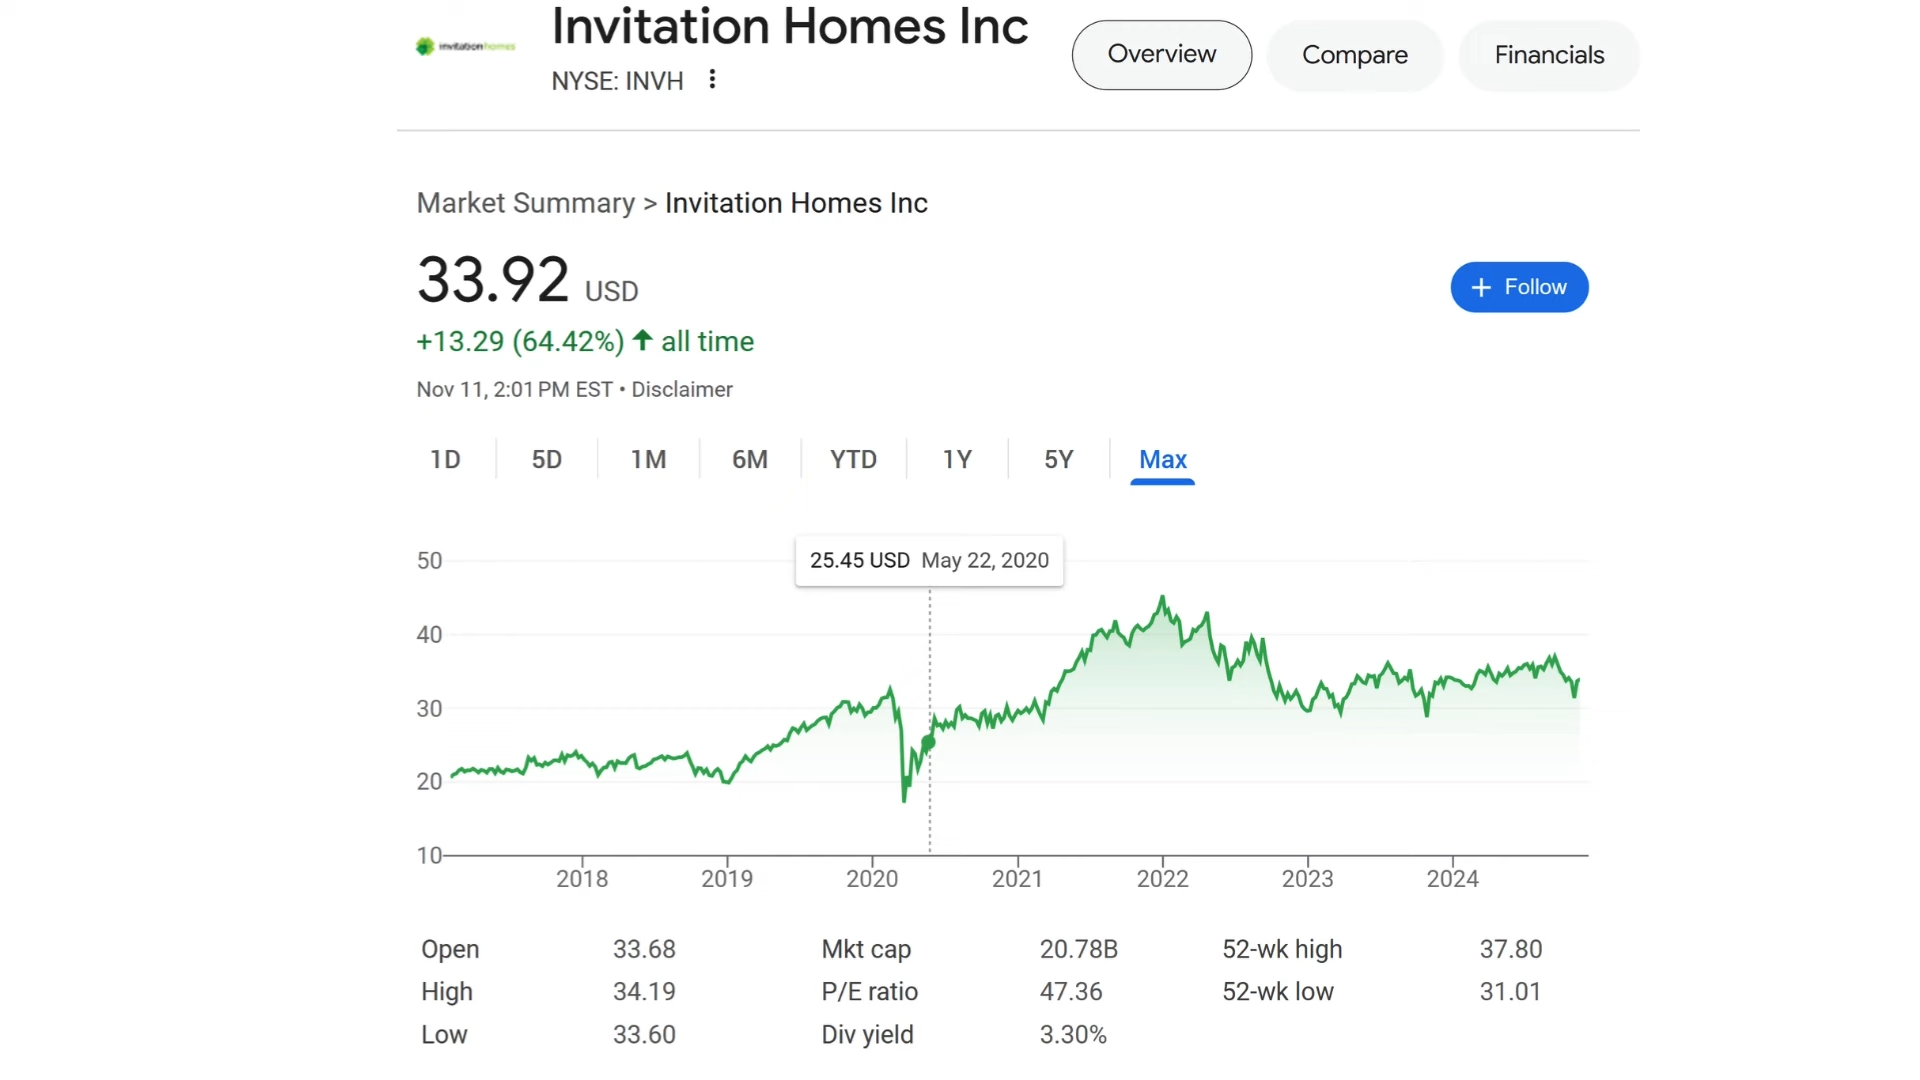 invitation homes
Invitation Homes Inc
NYSE: INVH
Overview
Compare
Financials
Market Summary > Invitation Homes Inc
33.92 USD
+ Follow
+13.29 (64.42%) ↑ all time
Nov 11, 2:01 PM EST • Disclaimer
1D 5D 1M 6M YTD 1Y 5Y Max
25.45 USD May 22, 2020
50
40
30
20
10
2018 2019 2020 2021 2022 2023 2024
Open 33.68 Mkt cap 20.78B 52-wk high 37.80
High 34.19 P/E ratio 47.36 52-wk low 31.01
Low 33.60 Div yield 3.30%